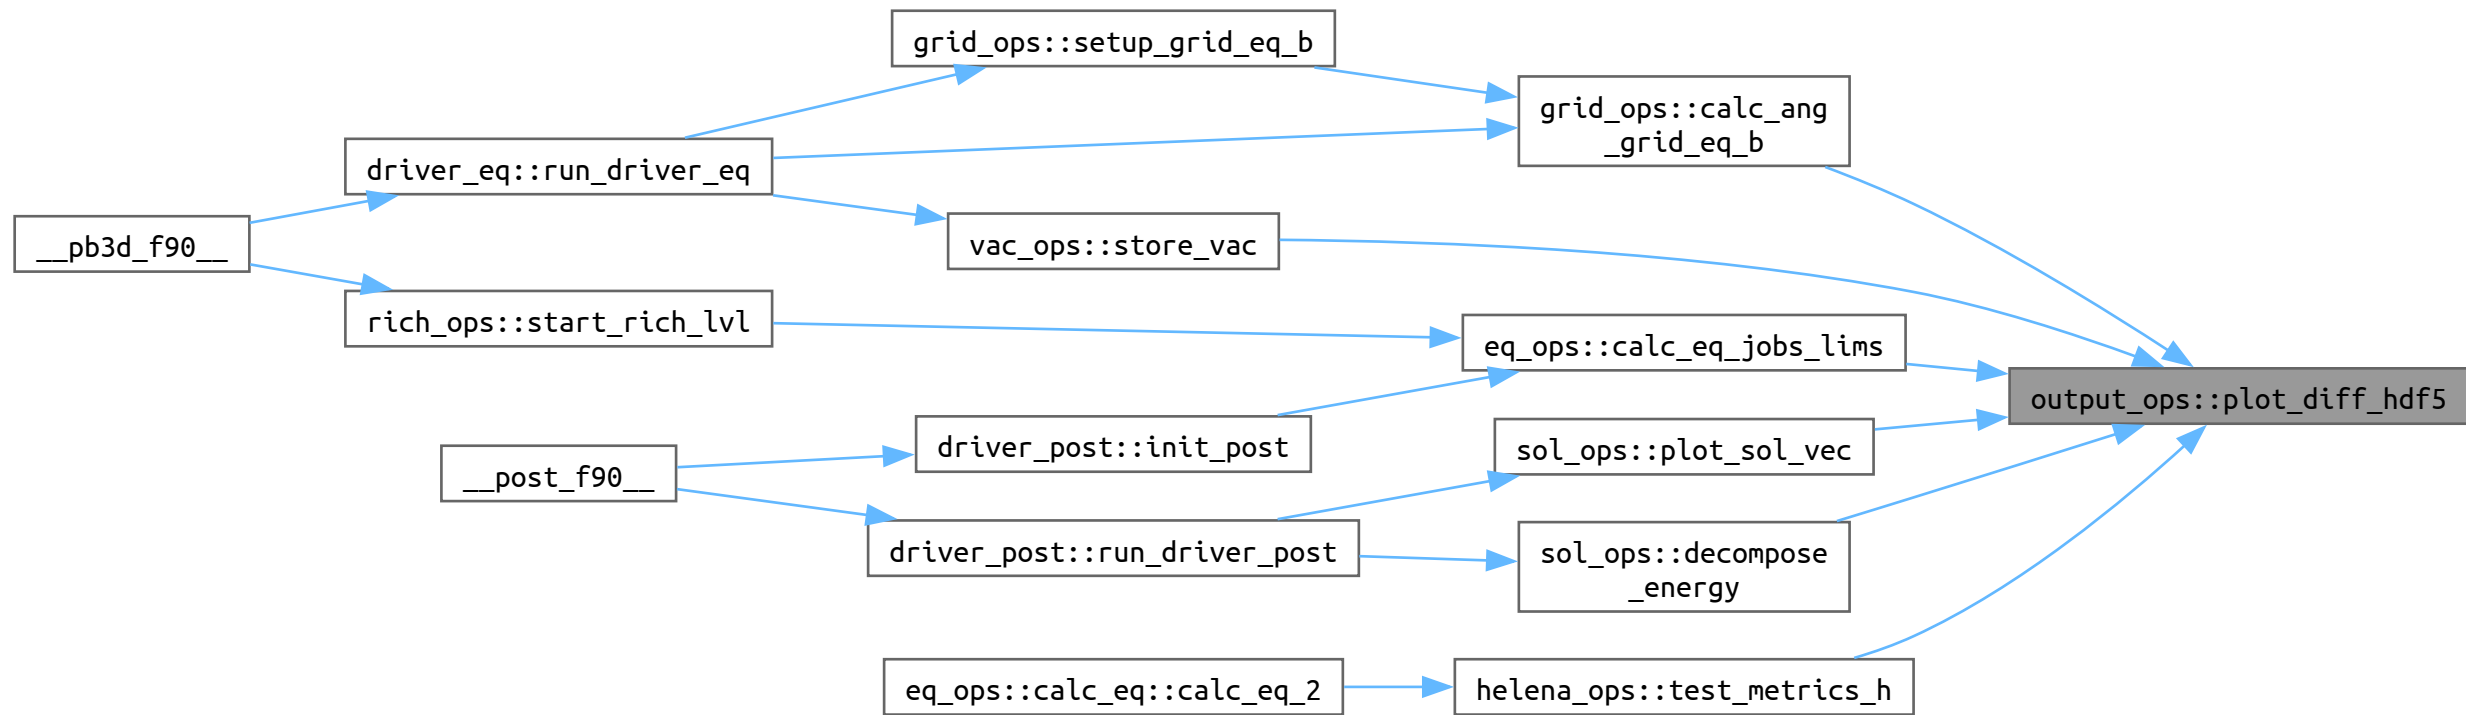 grid_ops::setup_grid_eq_b
grid_ops::calc_ang
_grid_eq_b
driver_eq::run_driver_eq
__pb3d_f90__
vac_ops::store_vac
rich_ops::start_rich_lvl
eq_ops::calc_eq_jobs_lims
output_ops::plot_diff_hdf5
driver_post::init_post
sol_ops::plot_sol_vec
__post_f90__
driver_post::run_driver_post
sol_ops::decompose
_energy
eq_ops::calc_eq::calc_eq_2
helena_ops::test_metrics_h